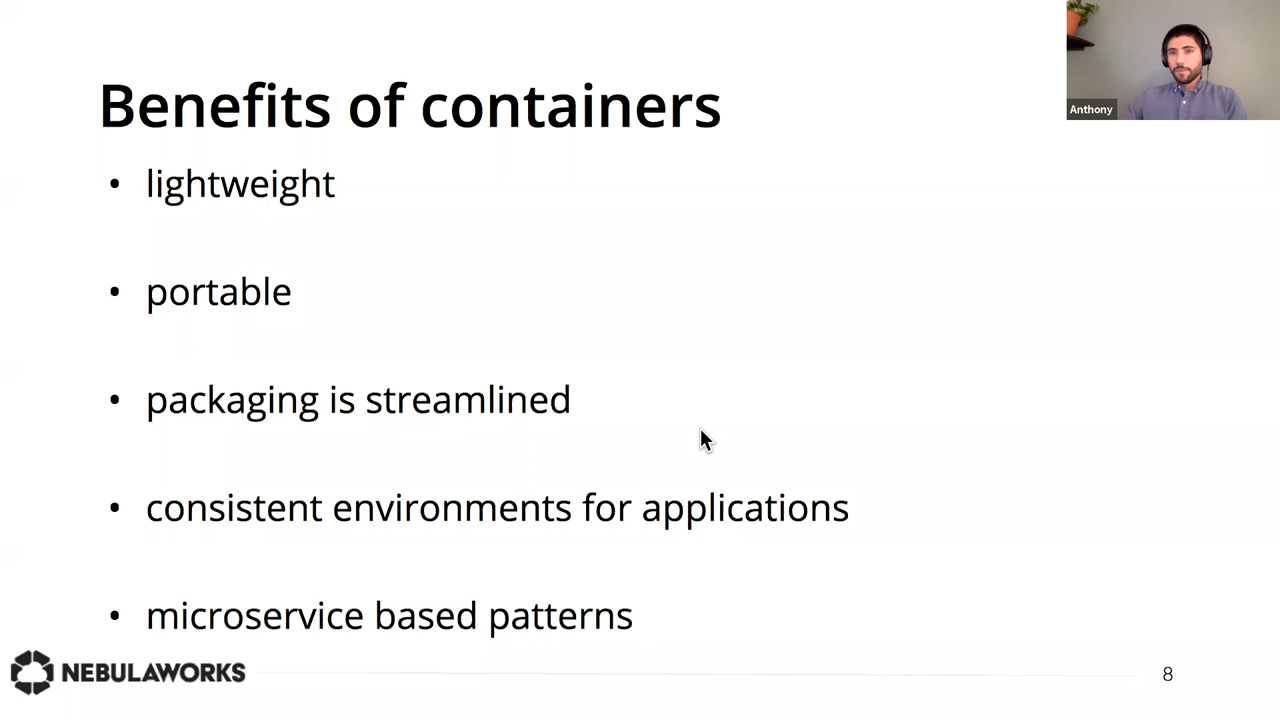 Benefits of containers
• lightweight
• portable
• packaging is streamlined
• consistent environments for applications
• microservice based patterns
NEBULAWORKS
8
Anthony